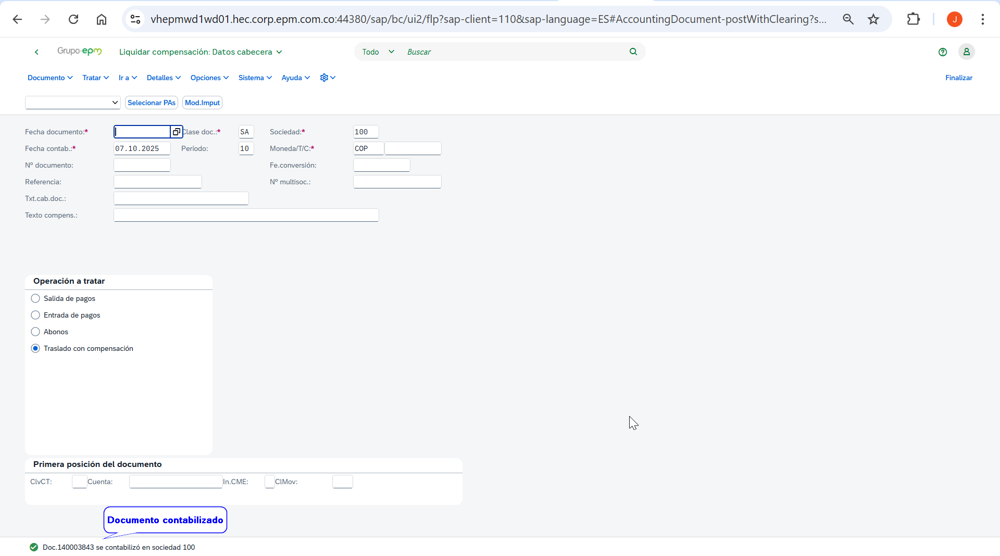 vhepmwd1wd01.hec.corp.epm.com.co:44380/sap/bc/ui2/flp?sap-client=110&sap-language=ES#AccountingDocument-postWithClearing?s...
J
Grupo·epm
Liquidar compensación: Datos cabecera
Todo
Buscar
Documento
Tratar
Ir a
Detalles
Opciones
Sistema
Ayuda
Finalizar
Selecionar PAs
Mod.Imput
Fecha documento:*
Clase doc.:*
SA
Sociedad:*
100
Fecha contab.:*
07.10.2025
Período:
10
Moneda/T/C:*
COP
Nº documento:
Fe.conversión:
Referencia:
Nº multisoc.:
Txt.cab.doc.:
Texto compens.:
Operación a tratar
Salida de pagos
Entrada de pagos
Abonos
Traslado con compensación
Primera posición del documento
ClvCT:
Cuenta:
In.CME:
ClMov:
Documento contabilizado
Doc.140003843 se contabilizó en sociedad 100